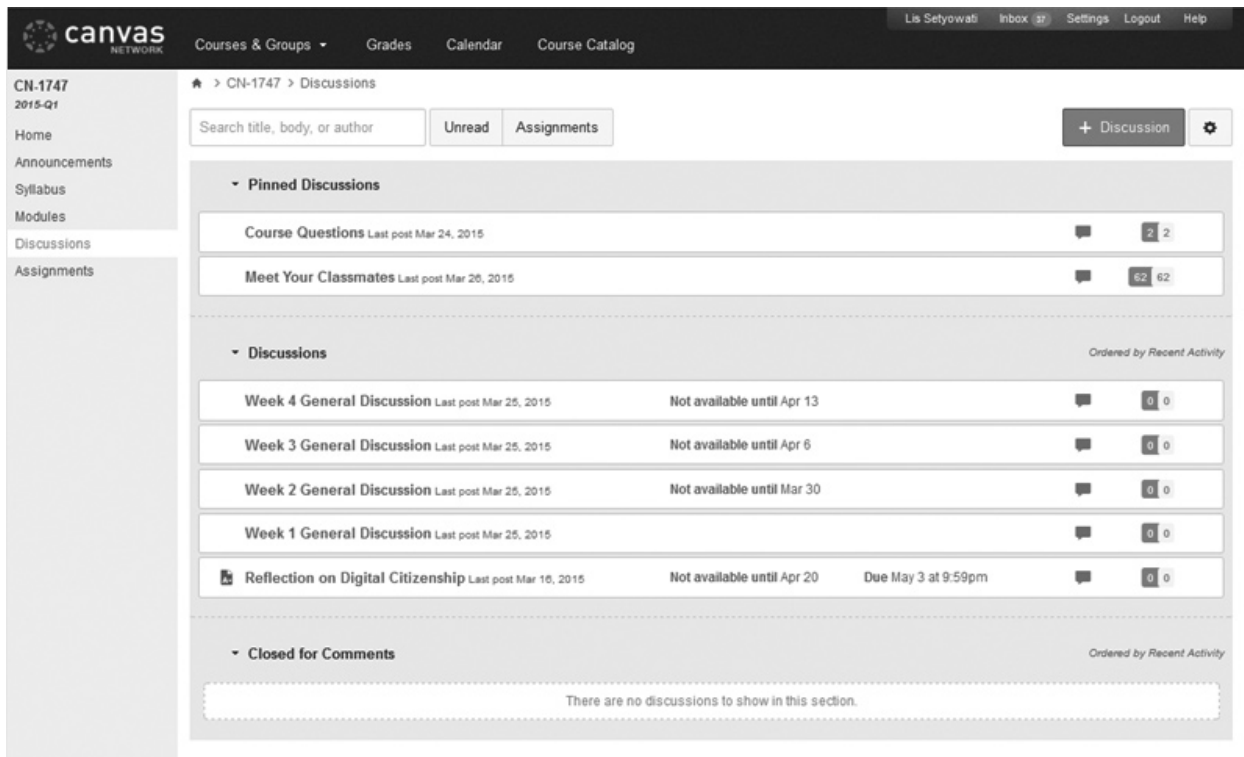 canvas
NETWORK
Courses & Groups Grades Calendar Course Catalog
Lis Setyowati Inbox 37 Settings Logout Help
CN-1747
2015-Q1
Home
Announcements
Syllabus
Modules
Discussions
Assignments
> CN-1747 > Discussions
Search title, body, or author Unread Assignments + Discussion
Pinned Discussions
Course Questions Last post Mar 24, 2015 2 2
Meet Your Classmates Last post Mar 26, 2015 62 62
Discussions Ordered by Recent Activity
Week 4 General Discussion Last post Mar 25, 2015 Not available until Apr 13 0 0
Week 3 General Discussion Last post Mar 25, 2015 Not available until Apr 6 0 0
Week 2 General Discussion Last post Mar 25, 2015 Not available until Mar 30 0 0
Week 1 General Discussion Last post Mar 25, 2015 0 0
Reflection on Digital Citizenship Last post Mar 16, 2015 Not available until Apr 20 Due May 3 at 9:59pm 0 0
Closed for Comments Ordered by Recent Activity
There are no discussions to show in this section.